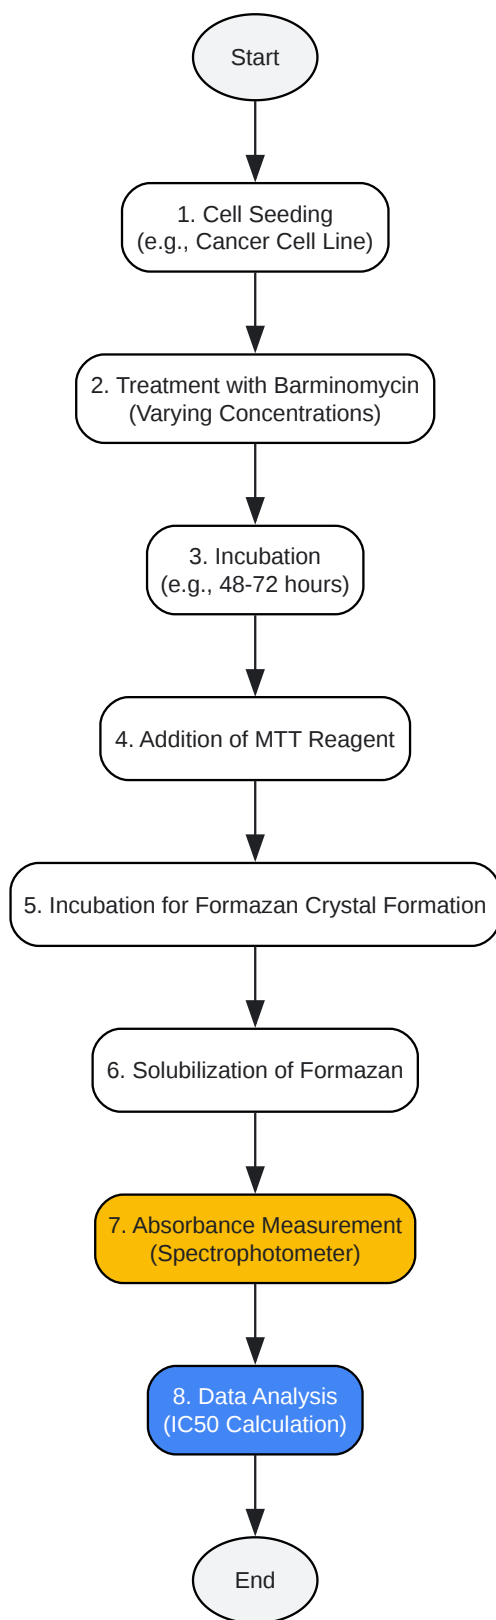 Start
1. Cell Seeding
(e.g., Cancer Cell Line)
2. Treatment with Barminomycin
(Varying Concentrations)
3. Incubation
(e.g., 48-72 hours)
4. Addition of MTT Reagent
5. Incubation for Formazan Crystal Formation
6. Solubilization of Formazan
7. Absorbance Measurement
(Spectrophotometer)
8. Data Analysis
(IC50 Calculation)
End